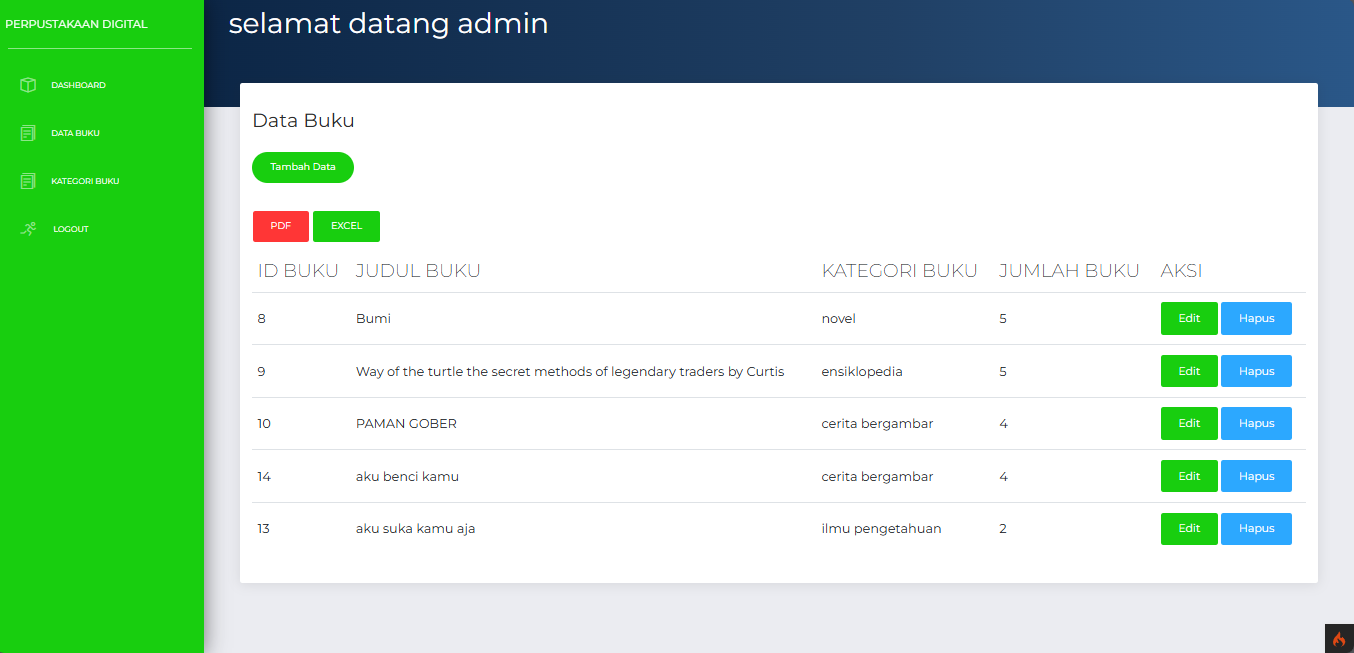 PERPUSTAKAAN DIGITAL
DASHBOARD
DATA BUKU
KATEGORI BUKU
LOGOUT
selamat datang admin
Data Buku
Tambah Data
PDF EXCEL
ID BUKU JUDUL BUKU KATEGORI BUKU JUMLAH BUKU AKSI
8 Bumi novel 5 Edit Hapus
9 Way of the turtle the secret methods of legendary traders by Curtis ensiklopedia 5 Edit Hapus
10 PAMAN GOBER cerita bergambar 4 Edit Hapus
14 aku benci kamu cerita bergambar 4 Edit Hapus
13 aku suka kamu aja ilmu pengetahuan 2 Edit Hapus